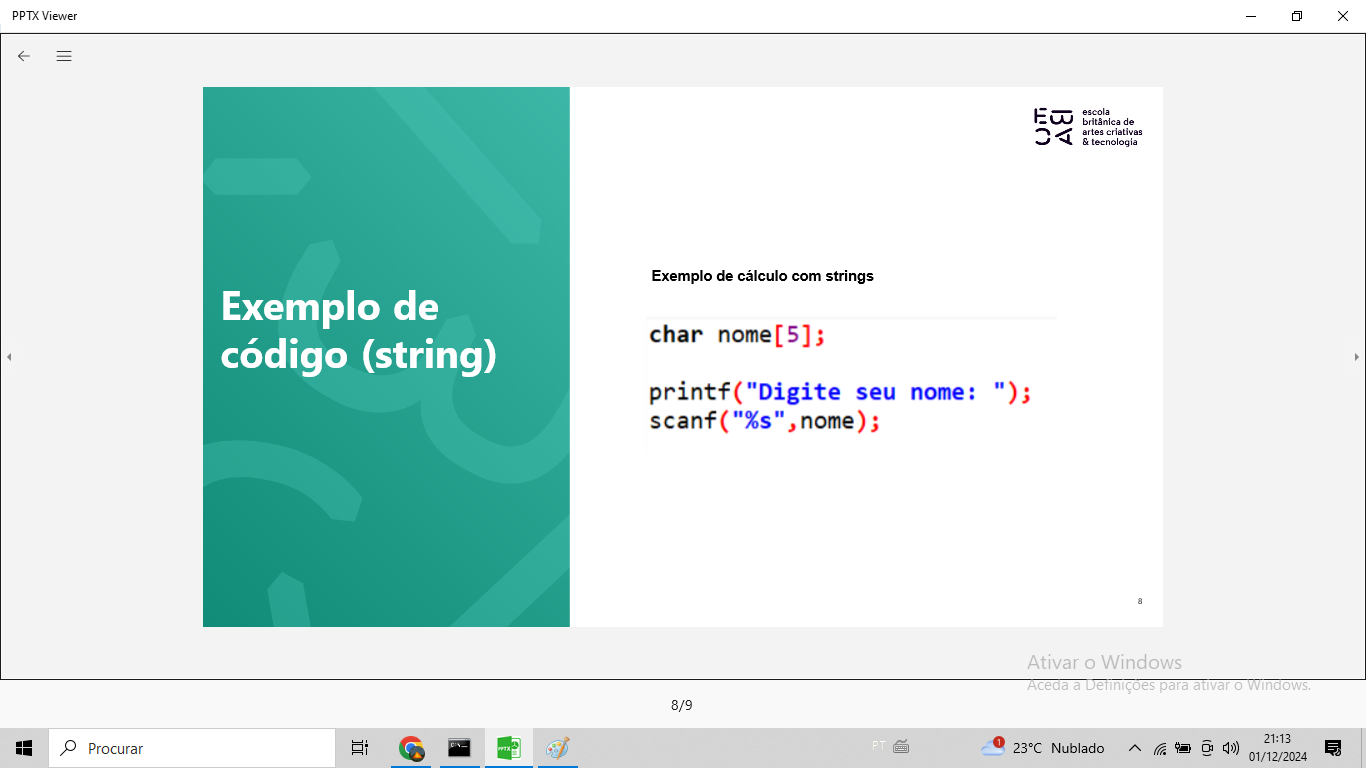 PPTX Viewer
escola
britânica de
artes criativas
& tecnologia
Exemplo de
código (string)
Exemplo de cálculo com strings
char nome[5];
printf("Digite seu nome: ");
scanf("%s",nome);
8
Ativar o Windows
Aceda a Definições para ativar o Windows.
8/9
Procurar
PPTX
PT
1
23°C Nublado
21:13
01/12/2024